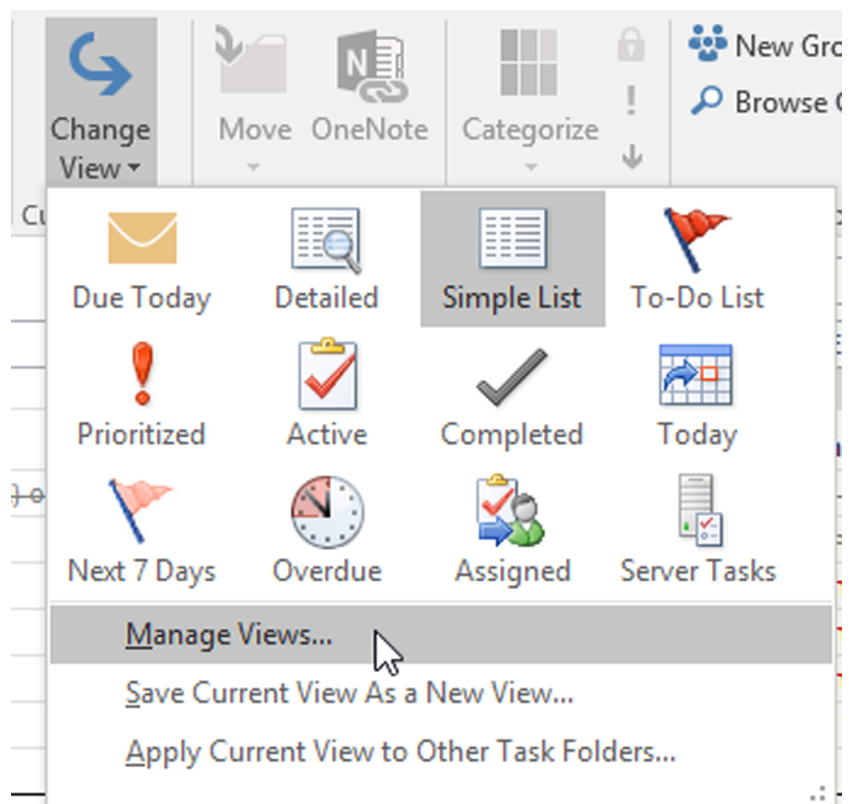 New Gro
Change
View
Move
OneNote
Categorize
Browse
Due Today
Detailed
Simple List
To-Do List
Prioritized
Active
Completed
Today
Next 7 Days
Overdue
Assigned
Server Tasks
Manage Views...
Save Current View As a New View...
Apply Current View to Other Task Folders...